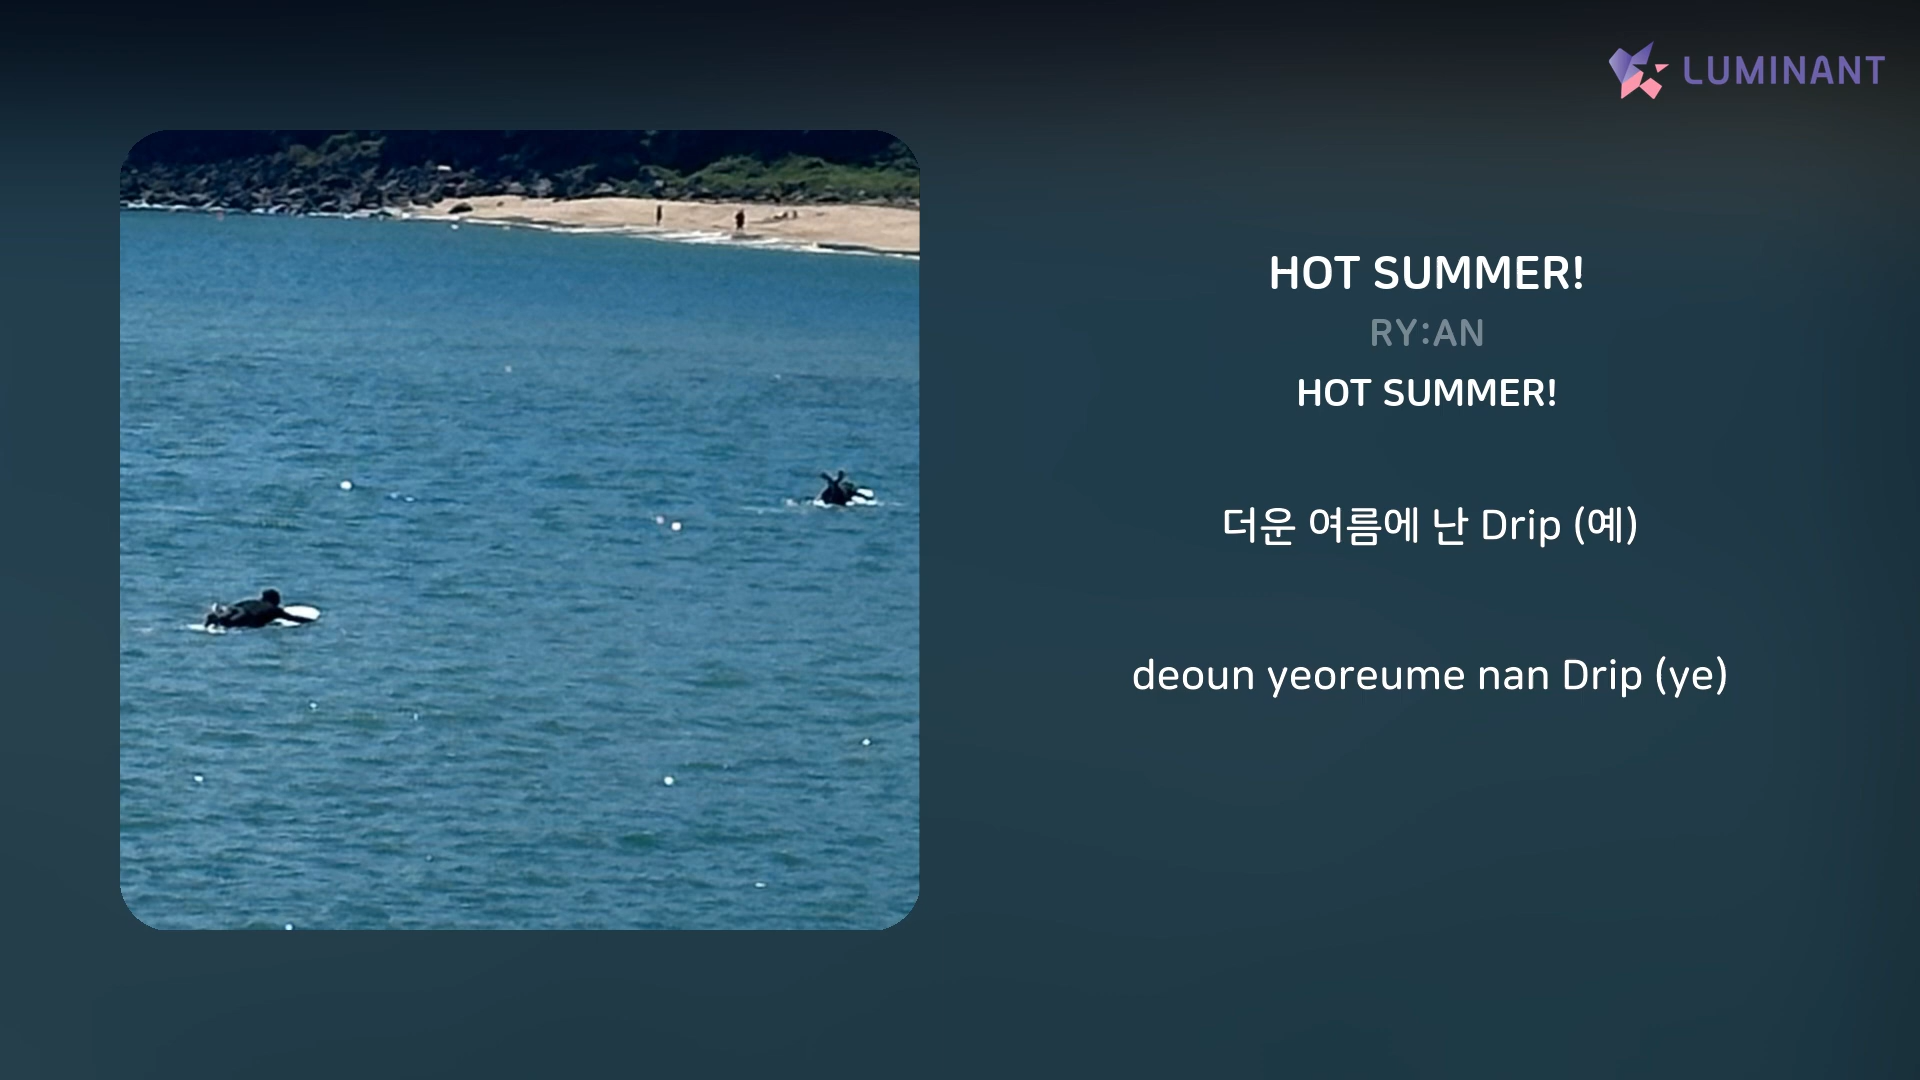 LUMINANT
HOT SUMMER!
RY:AN
HOT SUMMER!
더운 여름에 난 Drip (예)
deoun yeoreume nan Drip (ye)